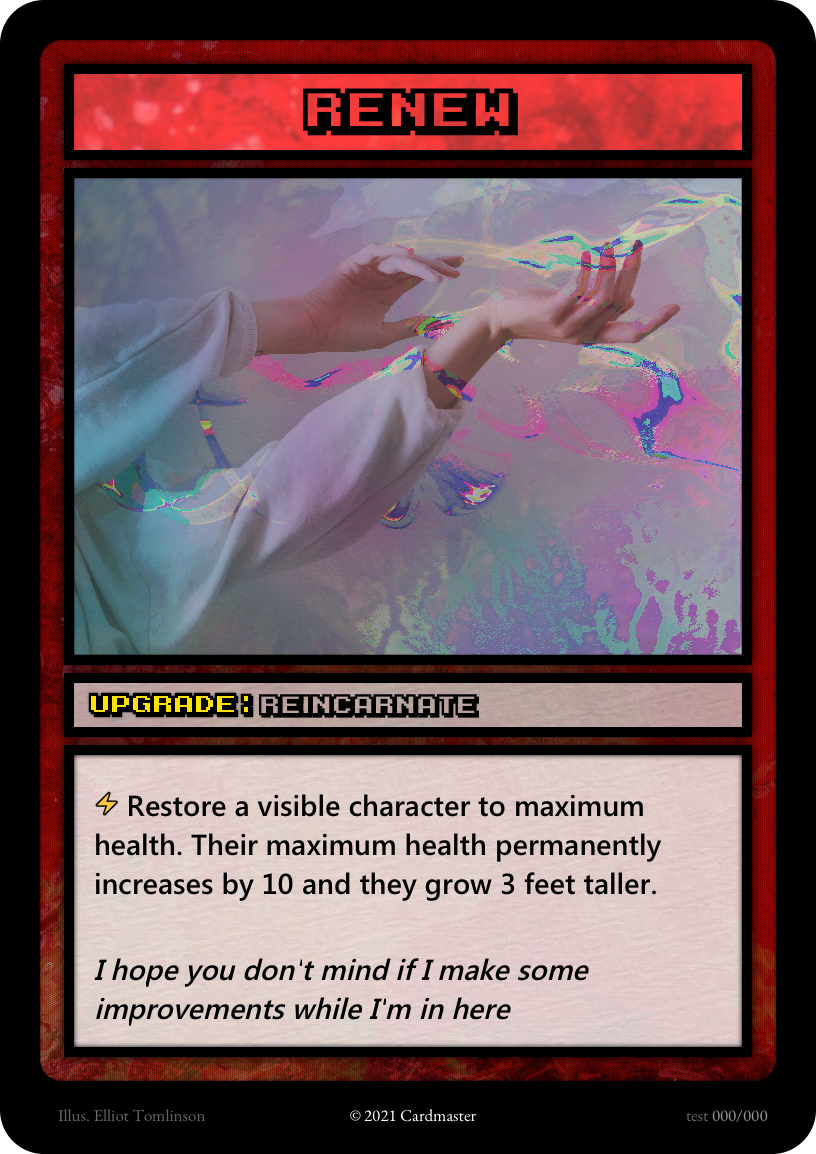 RENEW
UPGRADE: REINCARNATE
⚡ Restore a visible character to maximum
health. Their maximum health permanently
increases by 10 and they grow 3 feet taller.
I hope you don't mind if I make some
improvements while I'm in here
Illus. Elliot Tomlinson © 2021 Cardmaster test 000/000